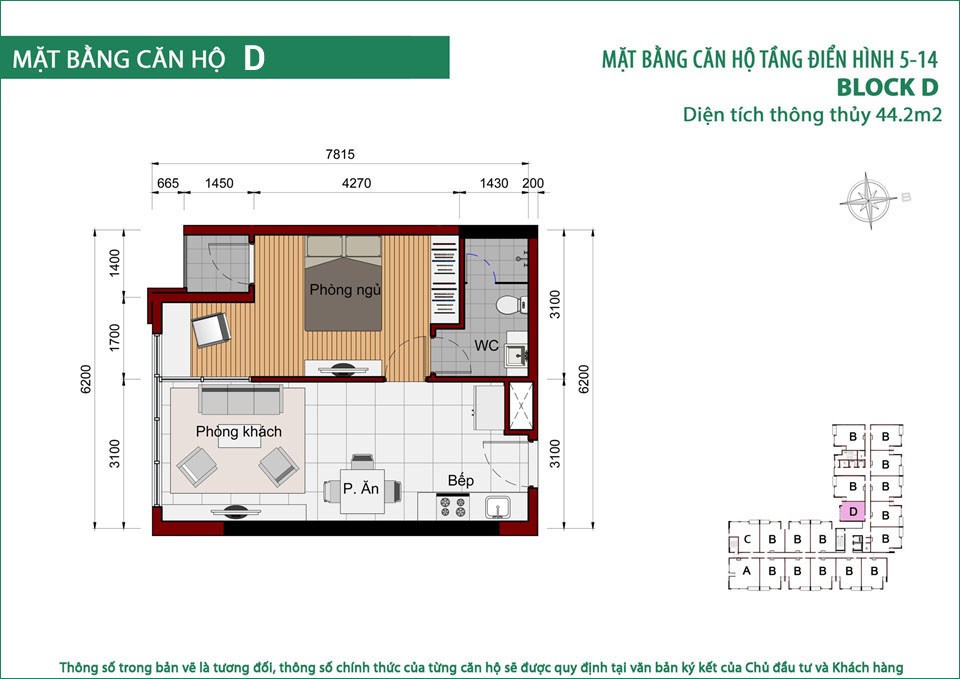 MẶT BẰNG CĂN HỘ D
MẶT BẰNG CĂN HỘ TẦNG ĐIỂN HÌNH 5-14
BLOCK D
Diện tích thông thủy 44.2m2
7815
665 1450 4270 1430 200
1400
1700
6200
3100
3100
6200
3100
Phòng ngủ
WC
Phòng khách
P. Ăn
Bếp
B
B B
B
B B
D B
B
C B B B
A B B B B B
Thông số trong bản vẽ là tương đối, thông số chính thức của từng căn hộ sẽ được quy định tại văn bản ký kết của Chủ đầu tư và Khách hàng